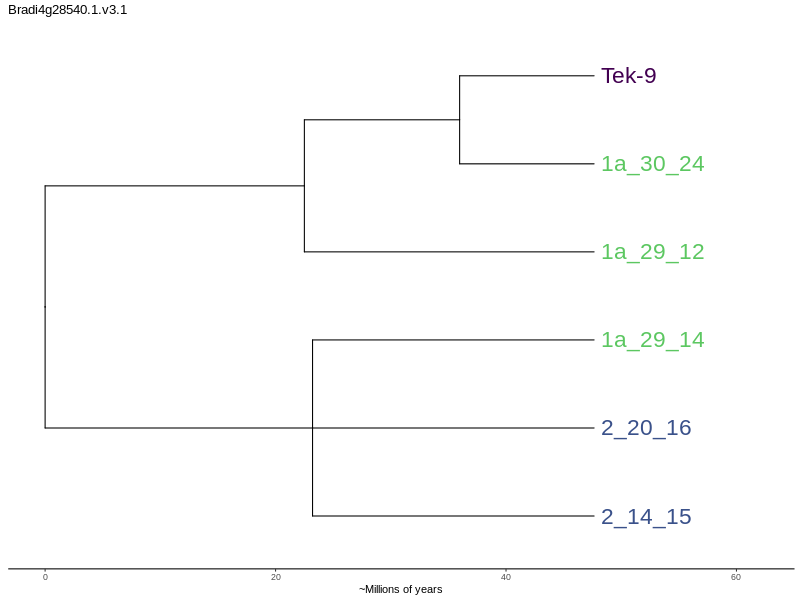 Bradi4g28540.1.v3.1
Tek-9
1a_30_24
1a_29_12
1a_29_14
2_20_16
2_14_15
0 20 40 60
~Millions of years